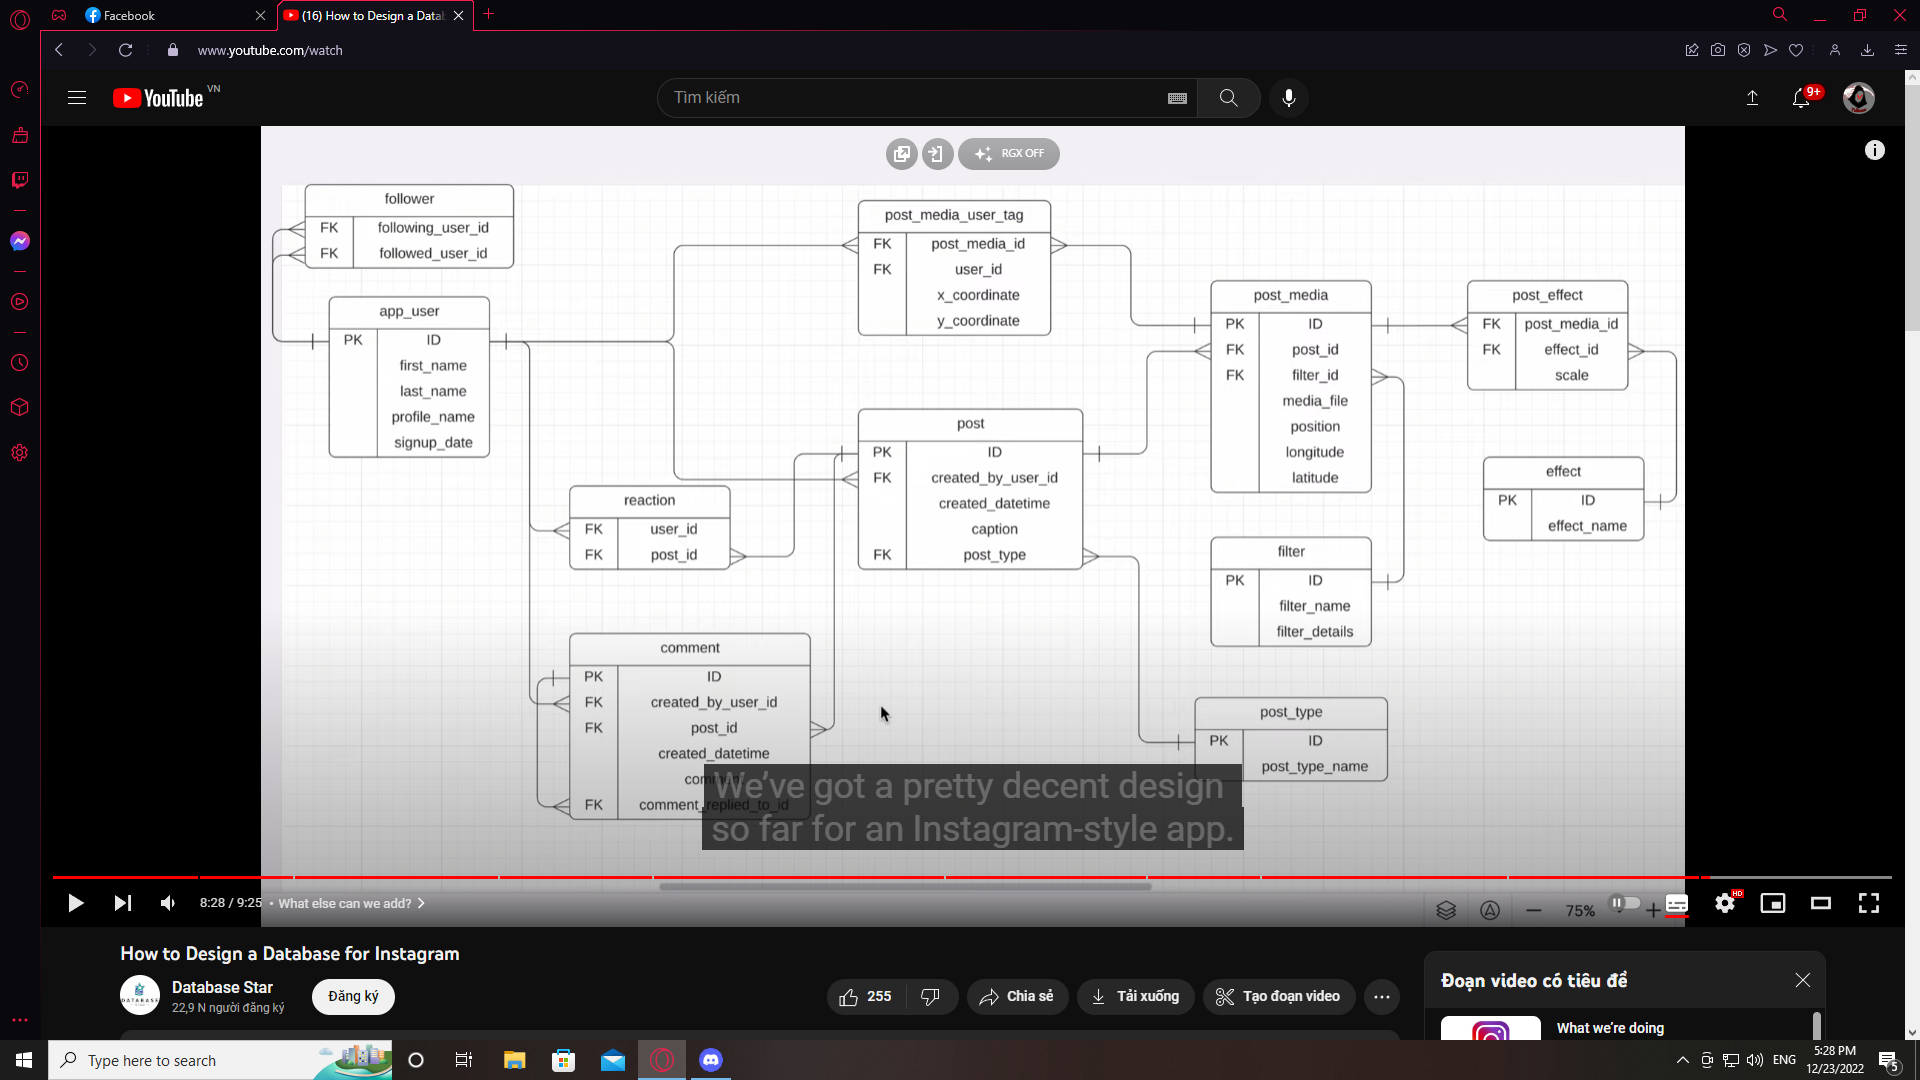 Facebook
(16) How to Design a Datab
www.youtube.com/watch
YouTube VN
Tìm kiếm
9+
RGX OFF
follower
FK following_user_id
FK followed_user_id
app_user
PK ID
first_name
last_name
profile_name
signup_date
post_media_user_tag
FK post_media_id
FK user_id
x_coordinate
y_coordinate
post_media
PK ID
FK post_id
FK filter_id
media_file
position
longitude
latitude
post_effect
FK post_media_id
FK effect_id
scale
post
PK ID
FK created_by_user_id
created_datetime
caption
FK post_type
effect
PK ID
effect_name
reaction
FK user_id
FK post_id
filter
PK ID
filter_name
filter_details
comment
PK ID
FK created_by_user_id
FK post_id
created_datetime
comment
FK comment_replied_to_id
post_type
PK ID
post_type_name
We've got a pretty decent design
so far for an Instagram-style app.
8:28 / 9:25 • What else can we add?
75%
HD
How to Design a Database for Instagram
Database Star
22,9 N người đăng ký
Đăng ký
255
Chia sẻ
Tải xuống
Tạo đoạn video
Đoạn video có tiêu đề
What we're doing
Type here to search
ENG
5:28 PM
12/23/2022
5